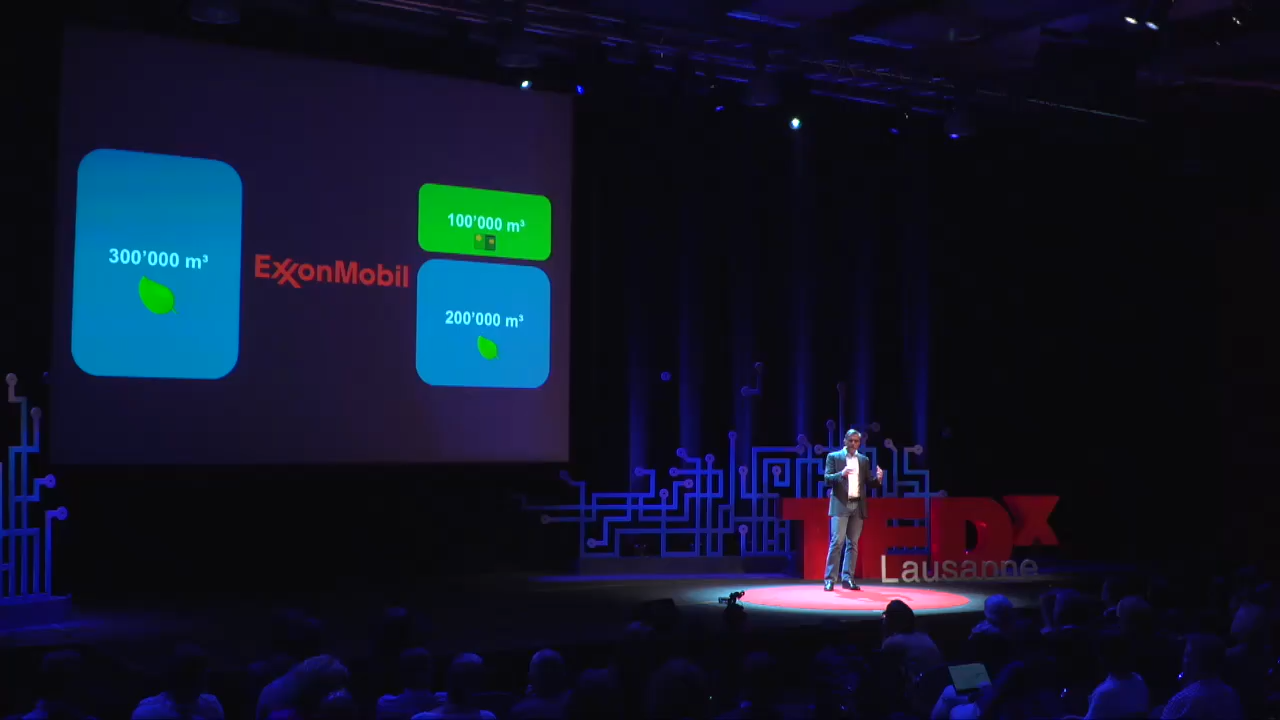 300'000 m³
ExxonMobil
100'000 m³
200'000 m³
TEDx
Lausanne